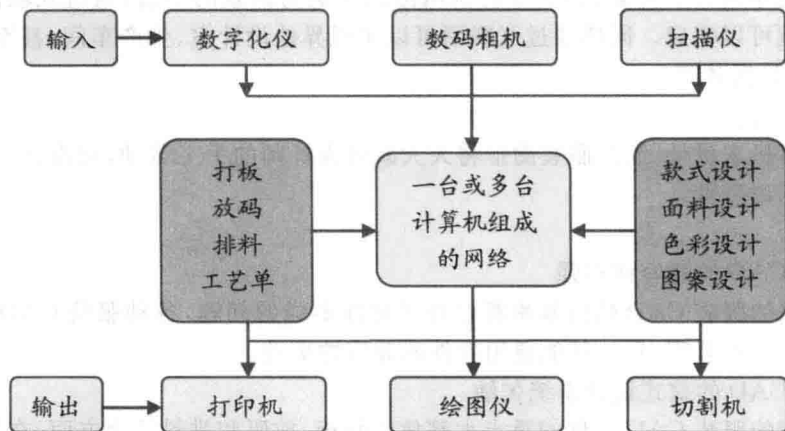 输入
数字化仪
数码相机
扫描仪
打板
放码
排料
工艺单
一台或多台
计算机组成
的网络
款式设计
面料设计
色彩设计
图案设计
输出
打印机
绘图仪
切割机